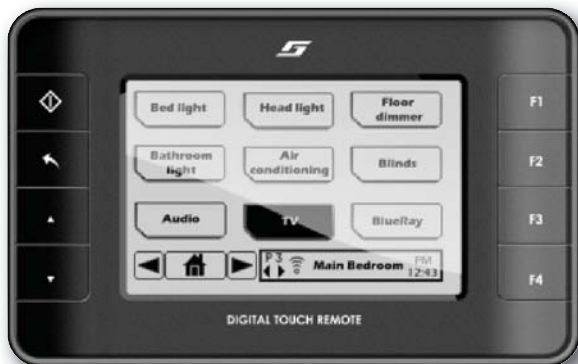 Bed light
Head light
Floor
dimmer
F1
Bathroom
light
Air
conditioning
Blinds
F2
Audio
TV
BlueRay
F3
P 3
Main Bedroom
PM
12:43
F4
DIGITAL TOUCH REMOTE